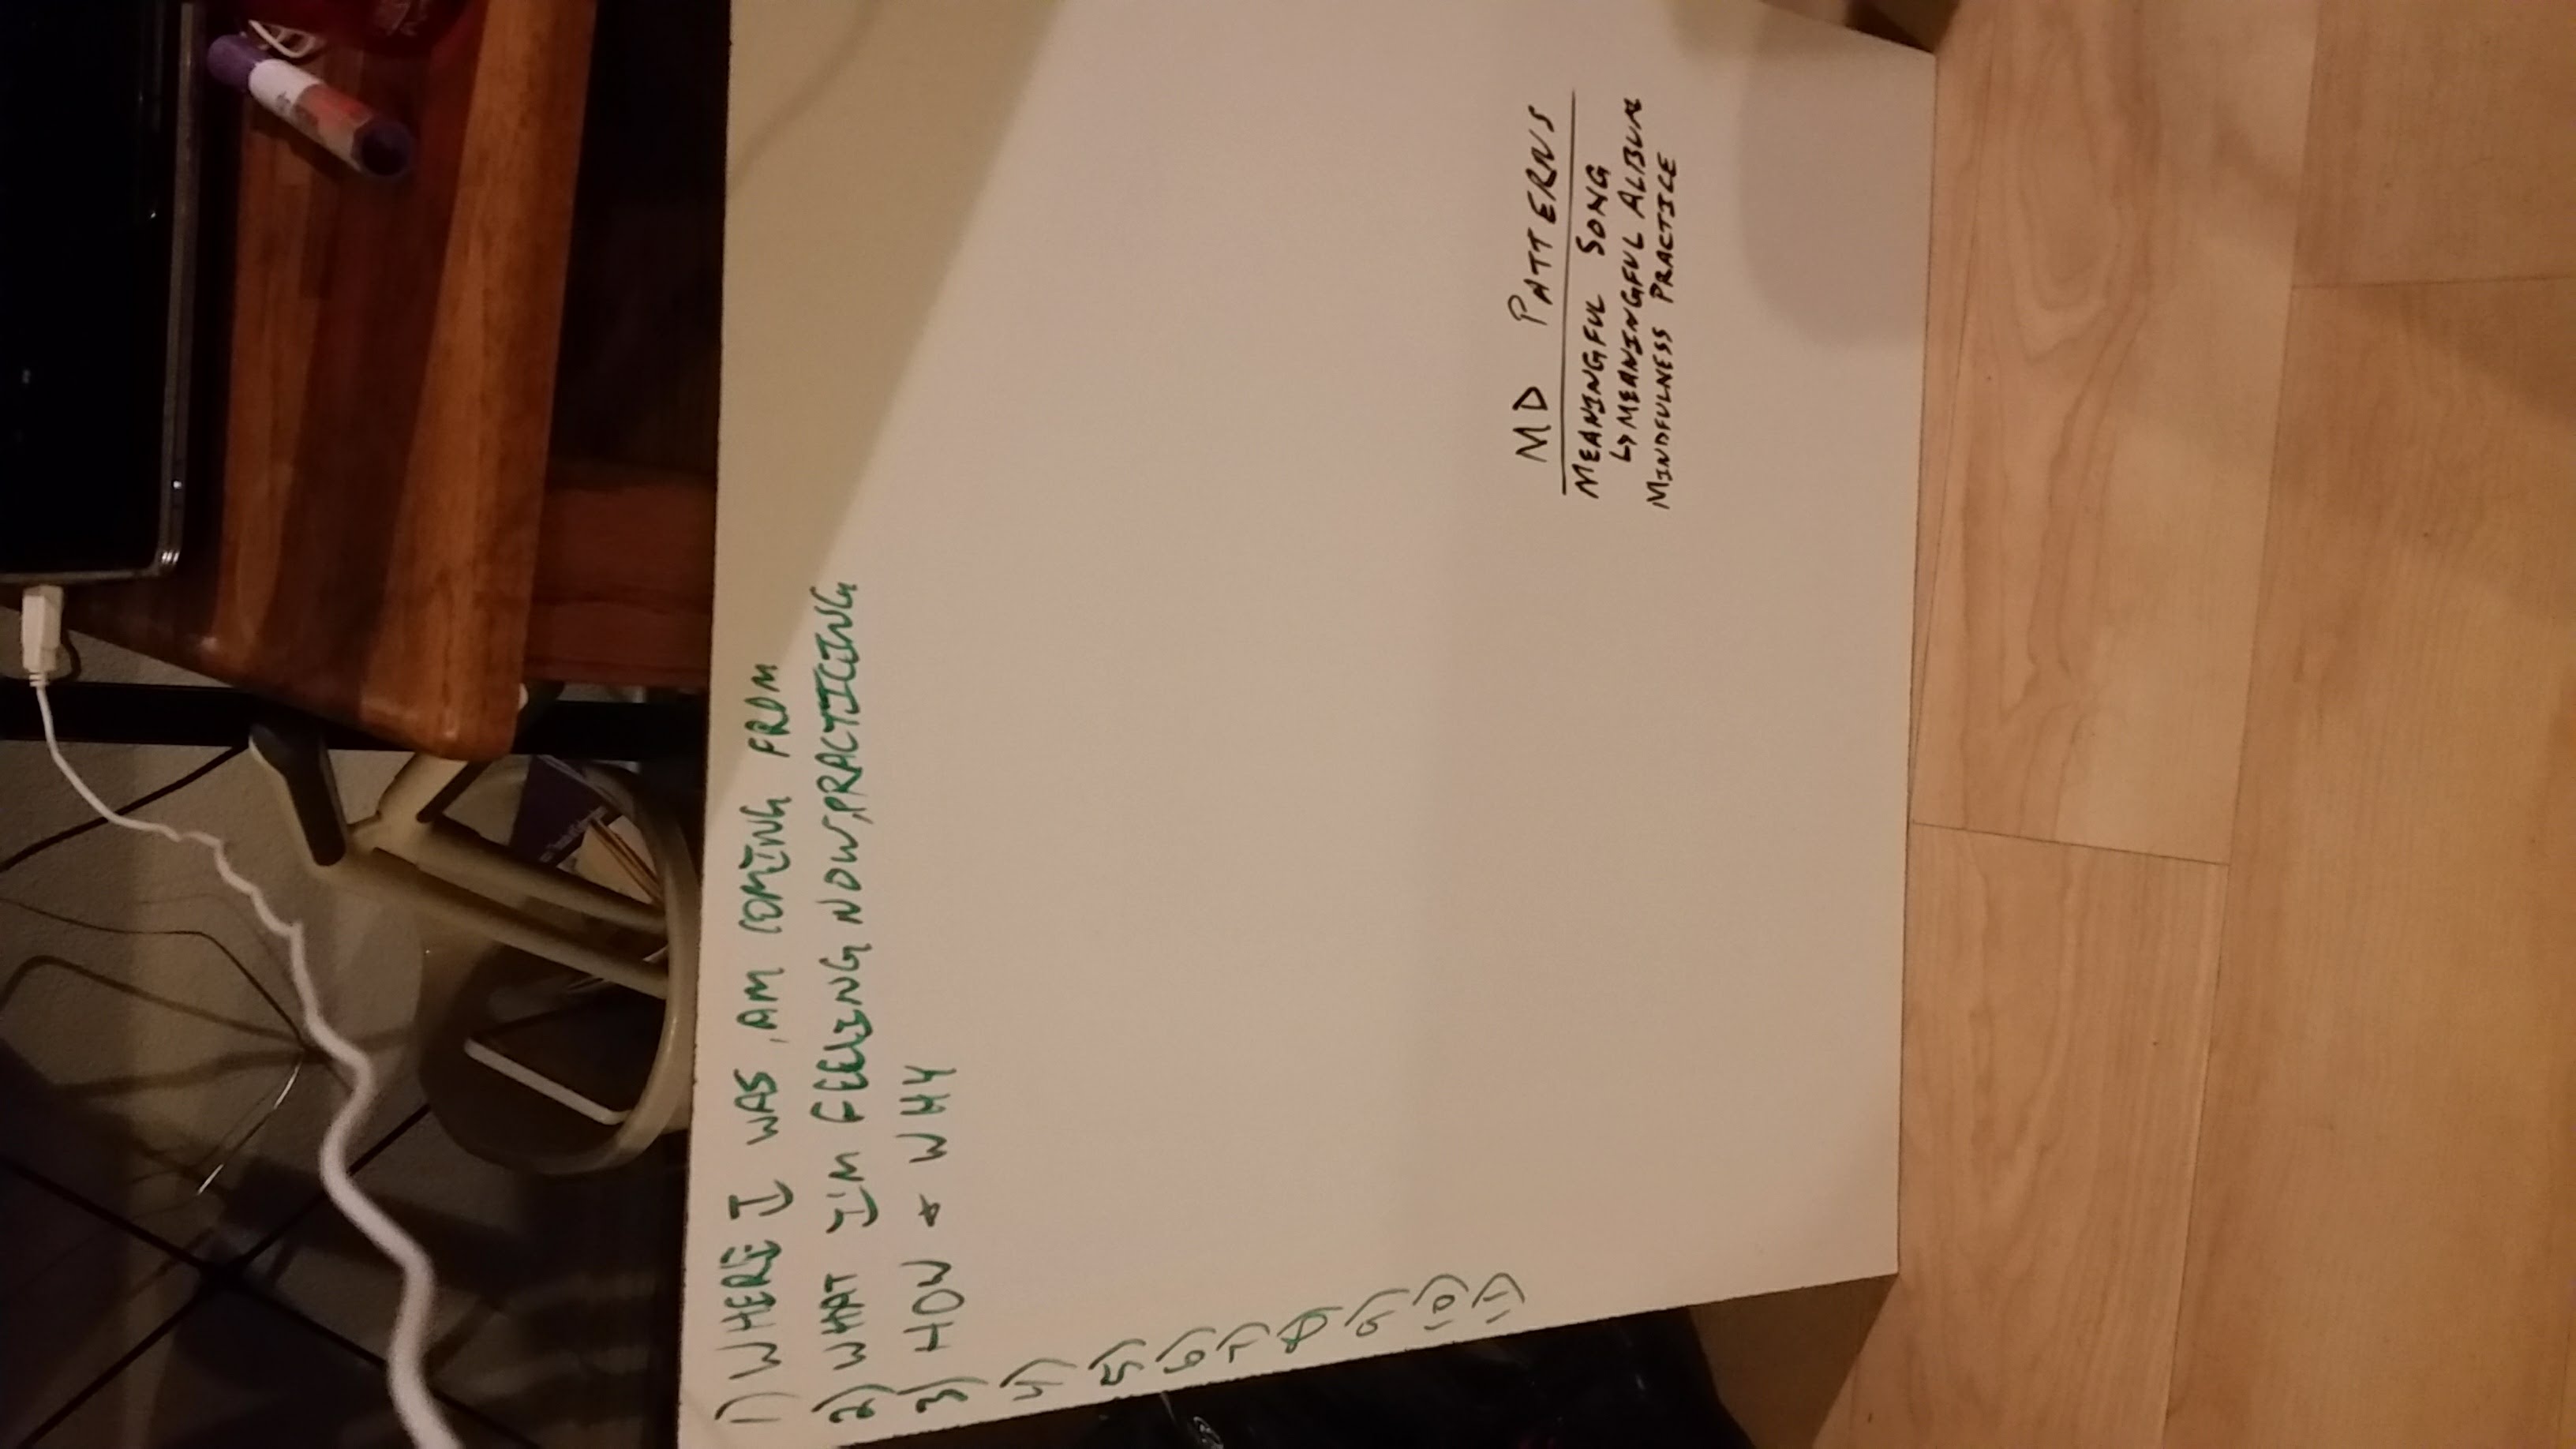 1) WHERE I WAS, AM COMING FROM
2) WHAT I'M FEELING NOW, PRACTICING
3) HOW & WHY
4)
5)
6)
7)
8)
9)
10)
11)
MD PATTERNS
MEANINGFUL SONG
↳ MEANINGFUL ALBUM
MINDFULNESS PRACTICE